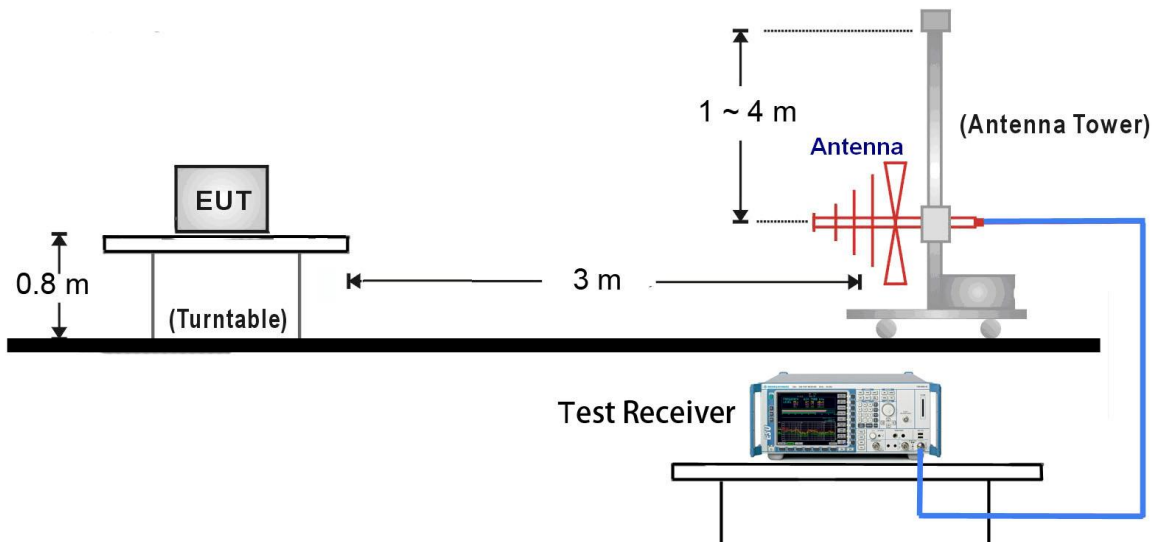 1 ~ 4 m
(Antenna Tower)
Antenna
EUT
0.8 m
3 m
(Turntable)
Test Receiver